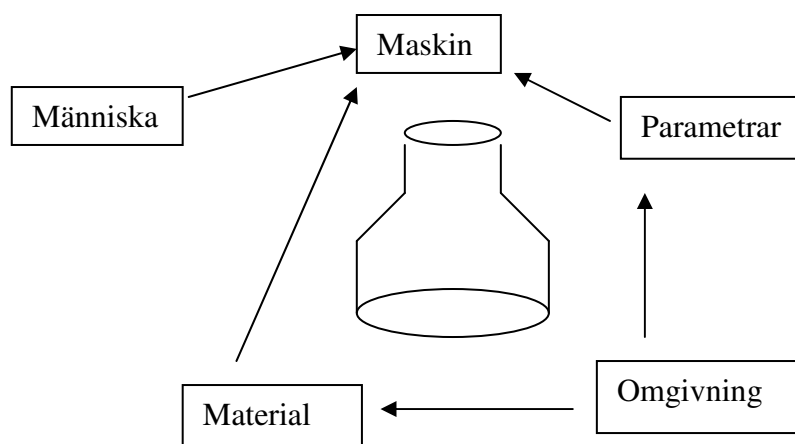 Maskin
Människa
Parametrar
Omgivning
Material